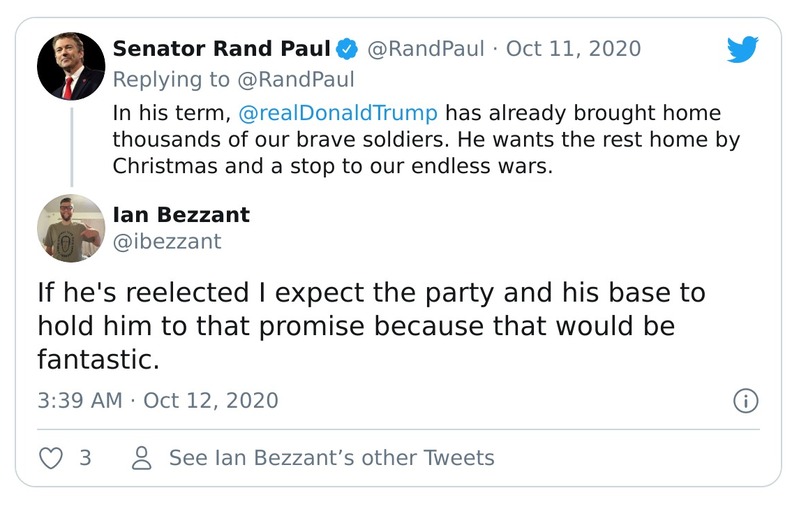 Senator Rand Paul @RandPaul · Oct 11, 2020
Replying to @RandPaul
In his term, @realDonaldTrump has already brought home
thousands of our brave soldiers. He wants the rest home by
Christmas and a stop to our endless wars.
Ian Bezzant
@ibezzant
If he's reelected I expect the party and his base to
hold him to that promise because that would be
fantastic.
3:39 AM · Oct 12, 2020
3 See Ian Bezzant’s other Tweets